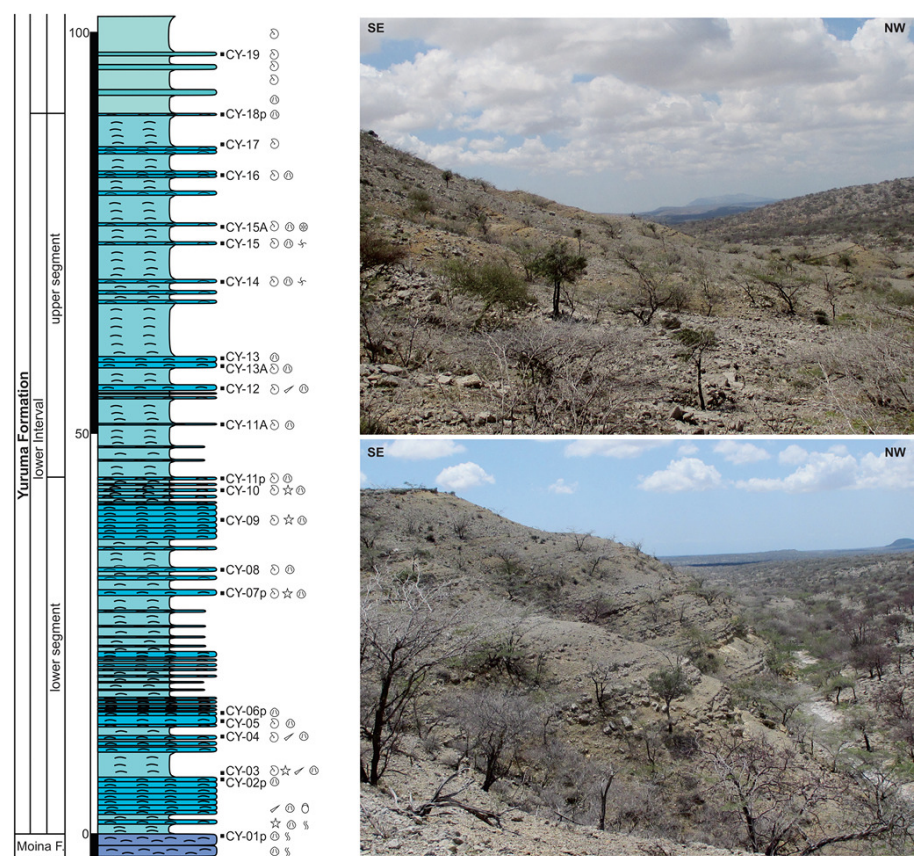 100
CY-19
CY-18p
CY-17
CY-16
CY-15A
CY-15
CY-14
CY-13
CY-13A
CY-12
50
CY-11A
CY-11p
CY-10
CY-09
CY-08
CY-07p
CY-06p
CY-05
CY-04
CY-03
CY-02p
0
CY-01p
Yuruma Formation
lower Interval
upper segment
lower segment
Moina F.
SE
NW
SE
NW